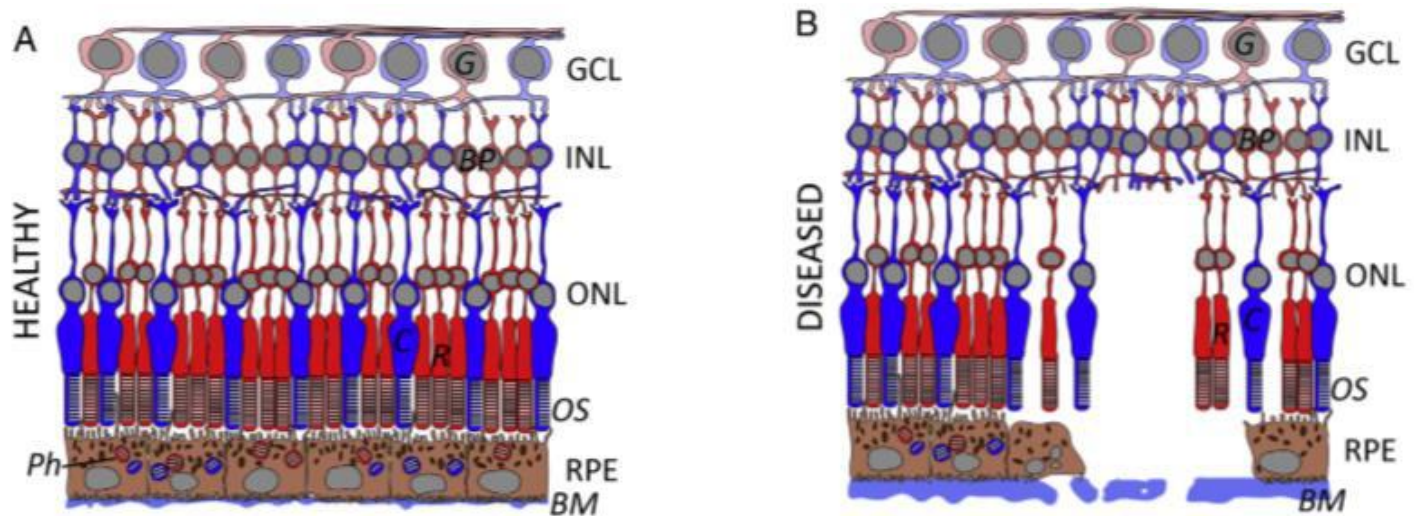 A
GCL
G
INL
BP
HEALTHY
ONL
C
R
OS
Ph
RPE
BM
B
GCL
G
INL
BP
DISEASED
ONL
C
R
OS
RPE
BM